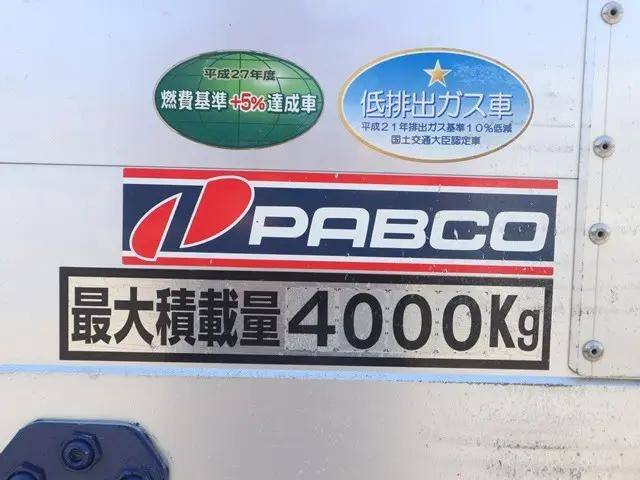 平成27年度
燃費基準+5%達成車
低排出ガス車
平成21年排出ガス基準10%低減
国土交通大臣認定車
PABCO
最大積載量4000Kg